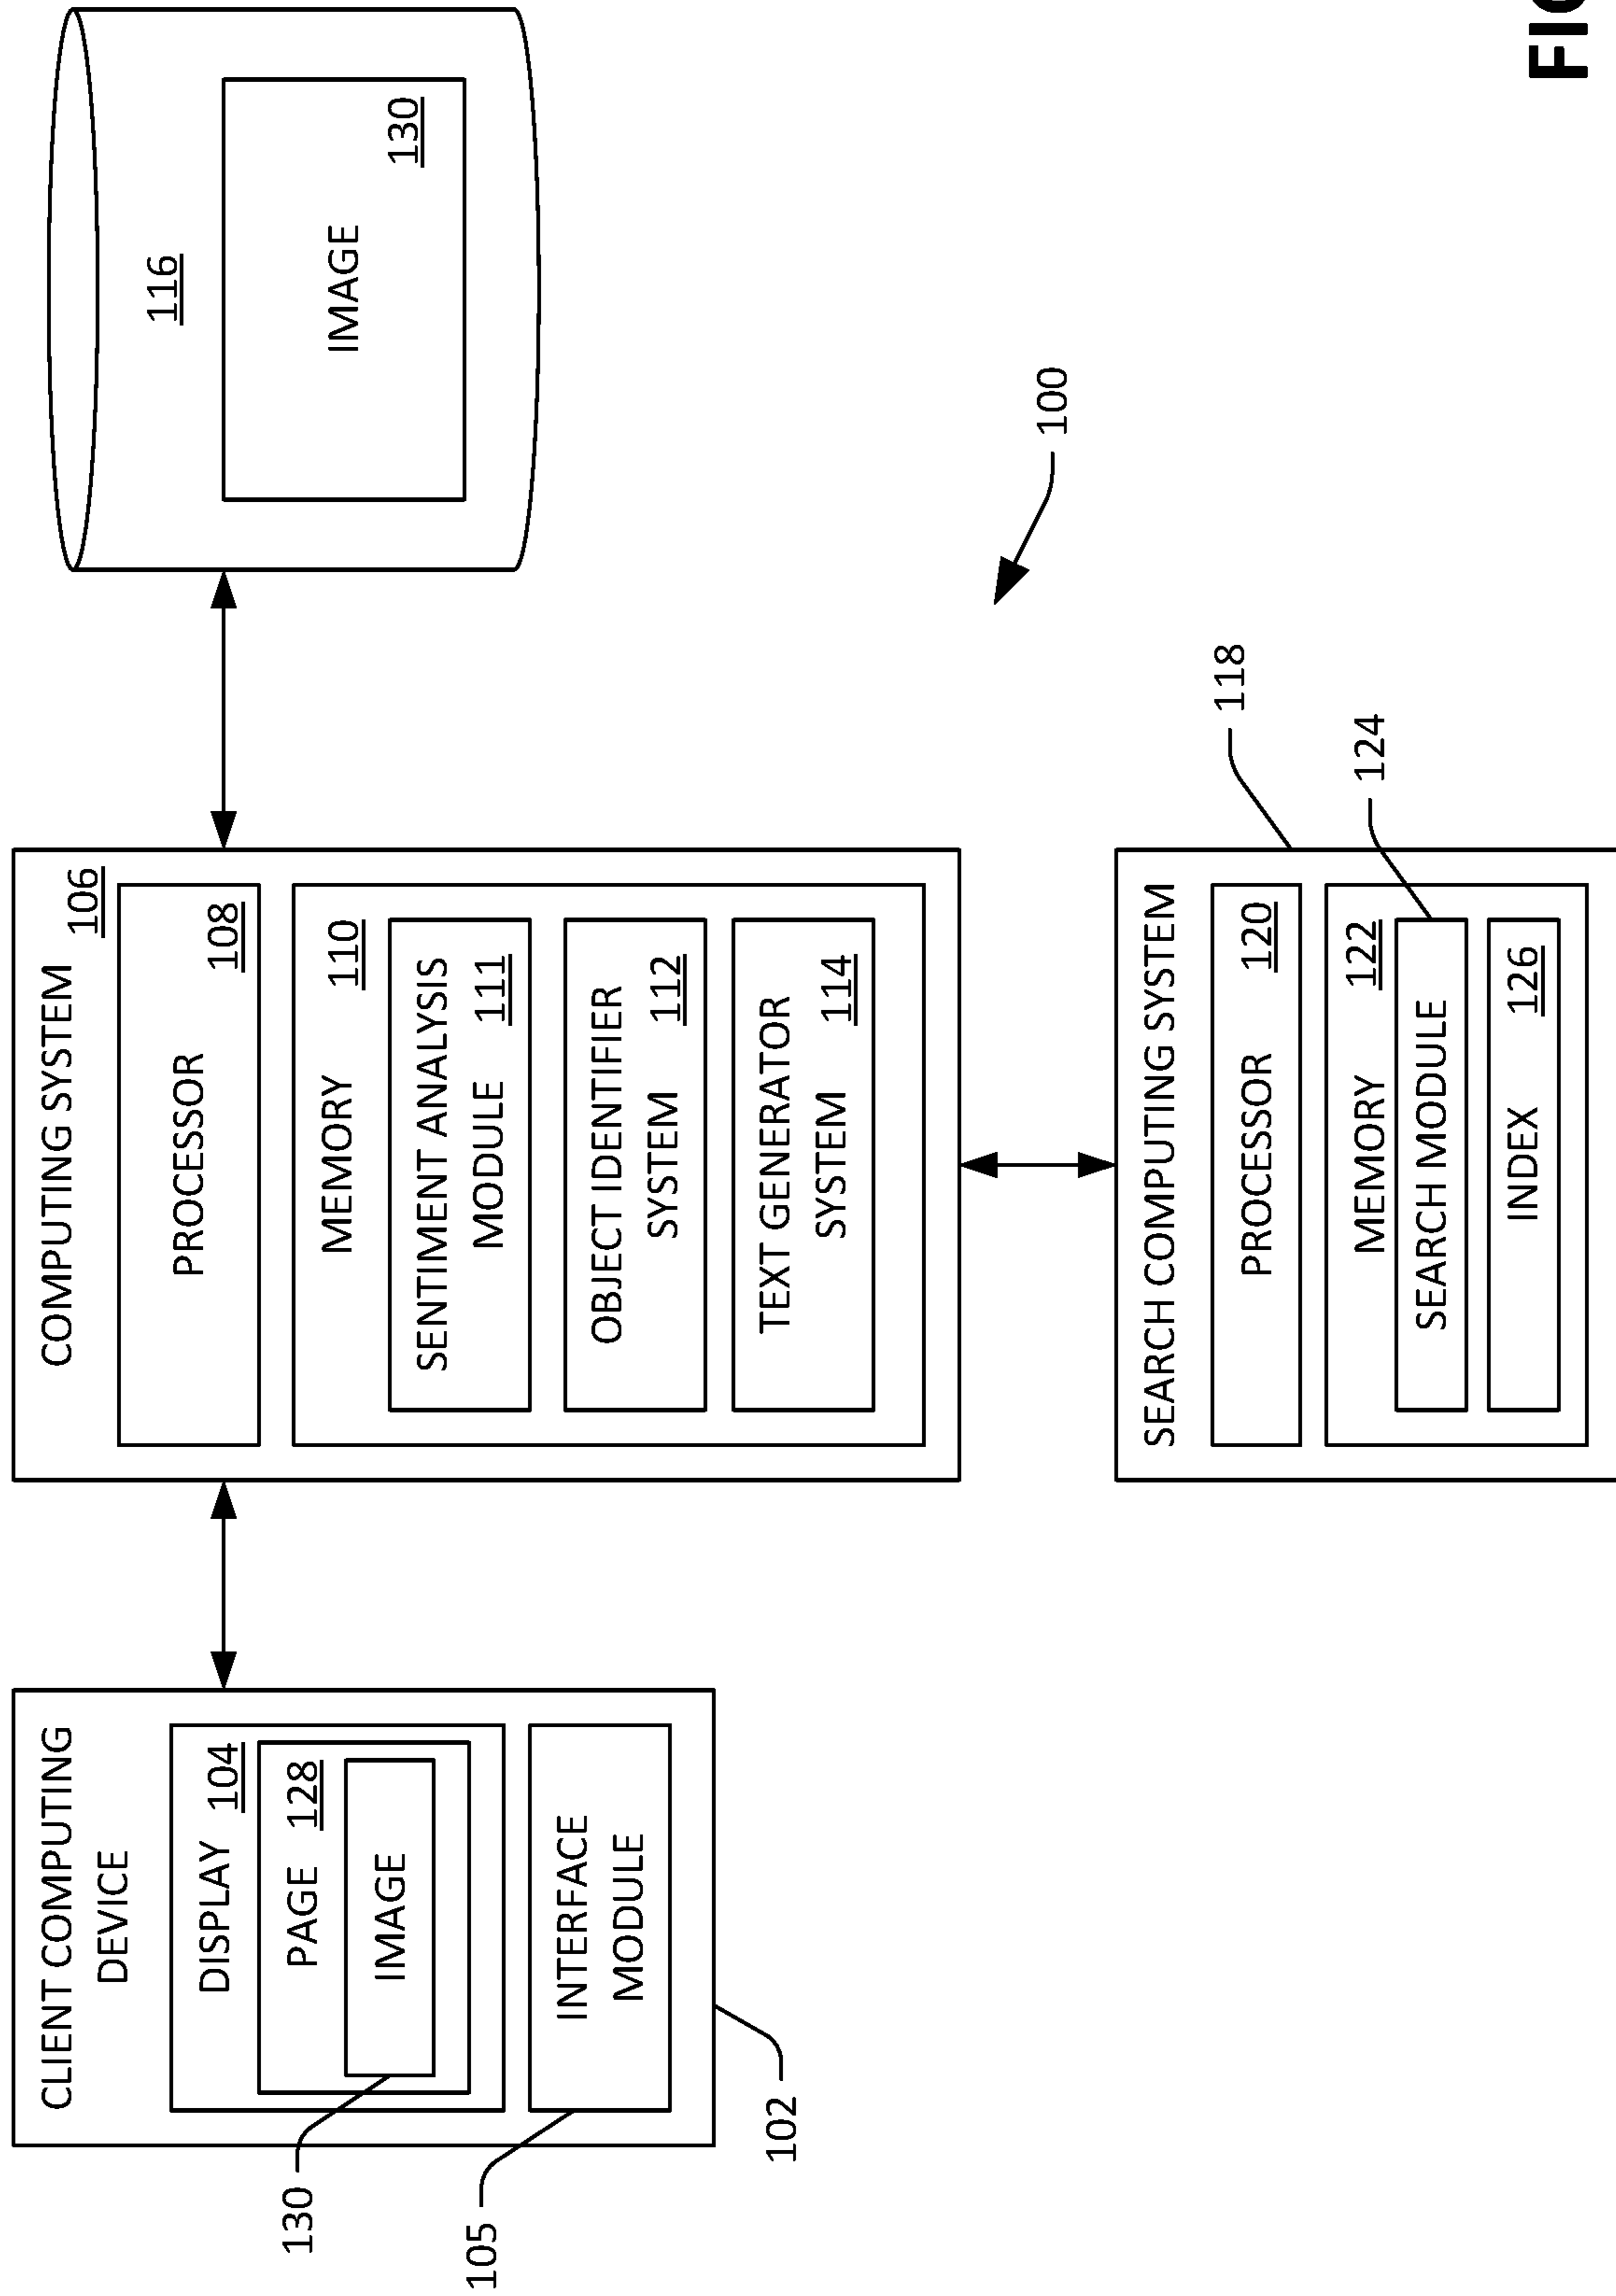 CLIENT COMPUTING
DEVICE
DISPLAY 104
PAGE 128
IMAGE
130
INTERFACE
MODULE
105
102
COMPUTING SYSTEM 106
PROCESSOR 108
MEMORY 110
SENTIMENT ANALYSIS
MODULE 111
OBJECT IDENTIFIER
SYSTEM 112
TEXT GENERATOR
SYSTEM 114
116
IMAGE
130
100
SEARCH COMPUTING SYSTEM
118
PROCESSOR 120
MEMORY 122
SEARCH MODULE
124
INDEX 126